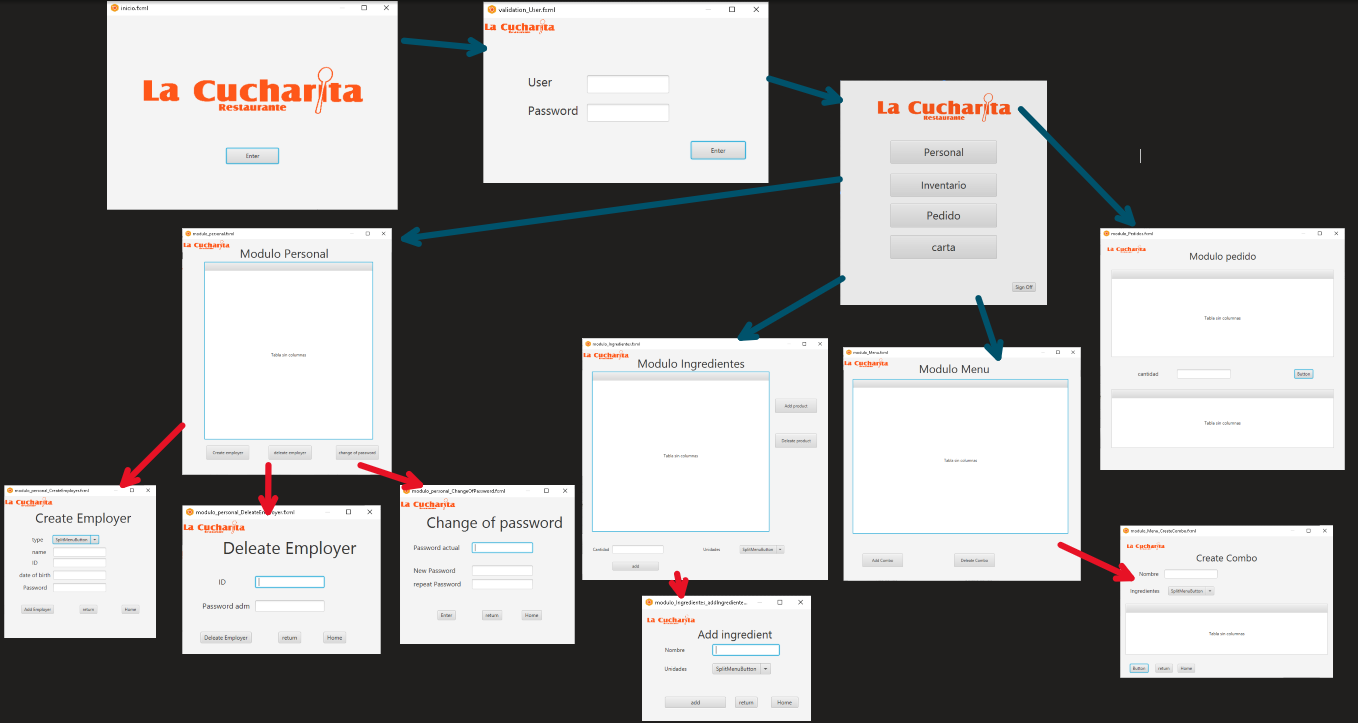 inicio.fxml
La Cucharita
Restaurante
Enter
validation_User.fxml
La Cucharita
Restaurante
User
Password
Enter
La Cucharita
Restaurante
Personal
Inventario
Pedido
carta
Sign Off
modulo_personal.fxml
La Cucharita
Modulo Personal
Tabla sin columnas
Create employer
deleate employer
change of password
modulo_Pedidos.fxml
La Cucharita
Modulo pedido
Tabla sin columnas
cantidad
Button
Tabla sin columnas
modulo_Ingredientes.fxml
La Cucharita
Modulo Ingredientes
Add product
Deleate product
Tabla sin columnas
Cantidad
Unidades
SplitMenuButton
add
modulo_Menu.fxml
La Cucharita
Modulo Menu
Tabla sin columnas
Add Combo
Deleate Combo
modulo_personal_CreateEmployer.fxml
La Cucharita
Create Employer
type
SplitMenuButton
name
ID
date of birth
Password
Add Employer
return
Home
modulo_personal_DeleateEmployer.fxml
La Cucharita
Deleate Employer
ID
Password adm
Deleate Employer
return
Home
modulo_personal_ChangeOfPassword.fxml
La Cucharita
Change of password
Password actual
New Password
repeat Password
Enter
return
Home
modulo_Ingredientes_addIngrediente...
La Cucharita
Add ingredient
Nombre
Unidades
SplitMenuButton
add
return
Home
modulo_Menu_CreateCombo.fxml
La Cucharita
Create Combo
Nombre
Ingredientes
SplitMenuButton
Tabla sin columnas
Button
return
Home